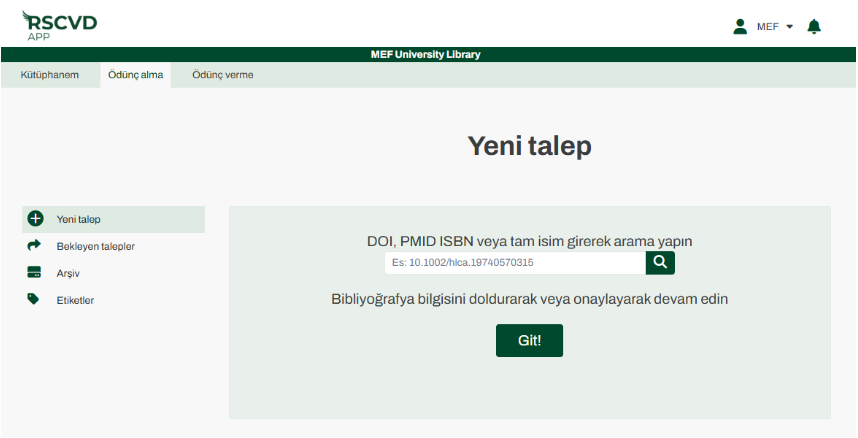 RSCVD
APP
MEF
MEF University Library
Kütüphanem
Ödünç alma
Ödünç verme
Yeni talep
Yeni talep
Bekleyen talepler
Arşiv
Etiketler
DOI, PMID ISBN veya tam isim girerek arama yapın
Es: 10.1002/hlca.19740570315
Bibliyoğrafya bilgisini doldurarak veya onaylayarak devam edin
Git!